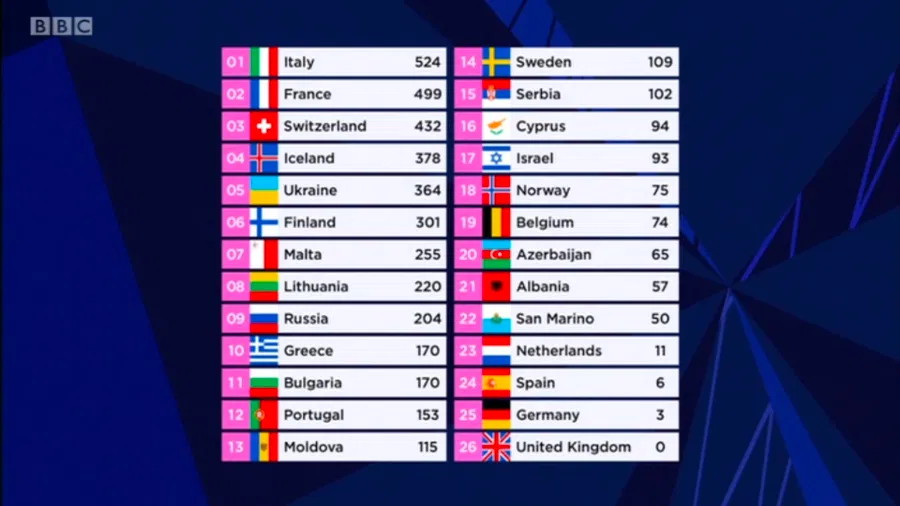 BBC
01 Italy 524
02 France 499
03 Switzerland 432
04 Iceland 378
05 Ukraine 364
06 Finland 301
07 Malta 255
08 Lithuania 220
09 Russia 204
10 Greece 170
11 Bulgaria 170
12 Portugal 153
13 Moldova 115
14 Sweden 109
15 Serbia 102
16 Cyprus 94
17 Israel 93
18 Norway 75
19 Belgium 74
20 Azerbaijan 65
21 Albania 57
22 San Marino 50
23 Netherlands 11
24 Spain 6
25 Germany 3
26 United Kingdom 0